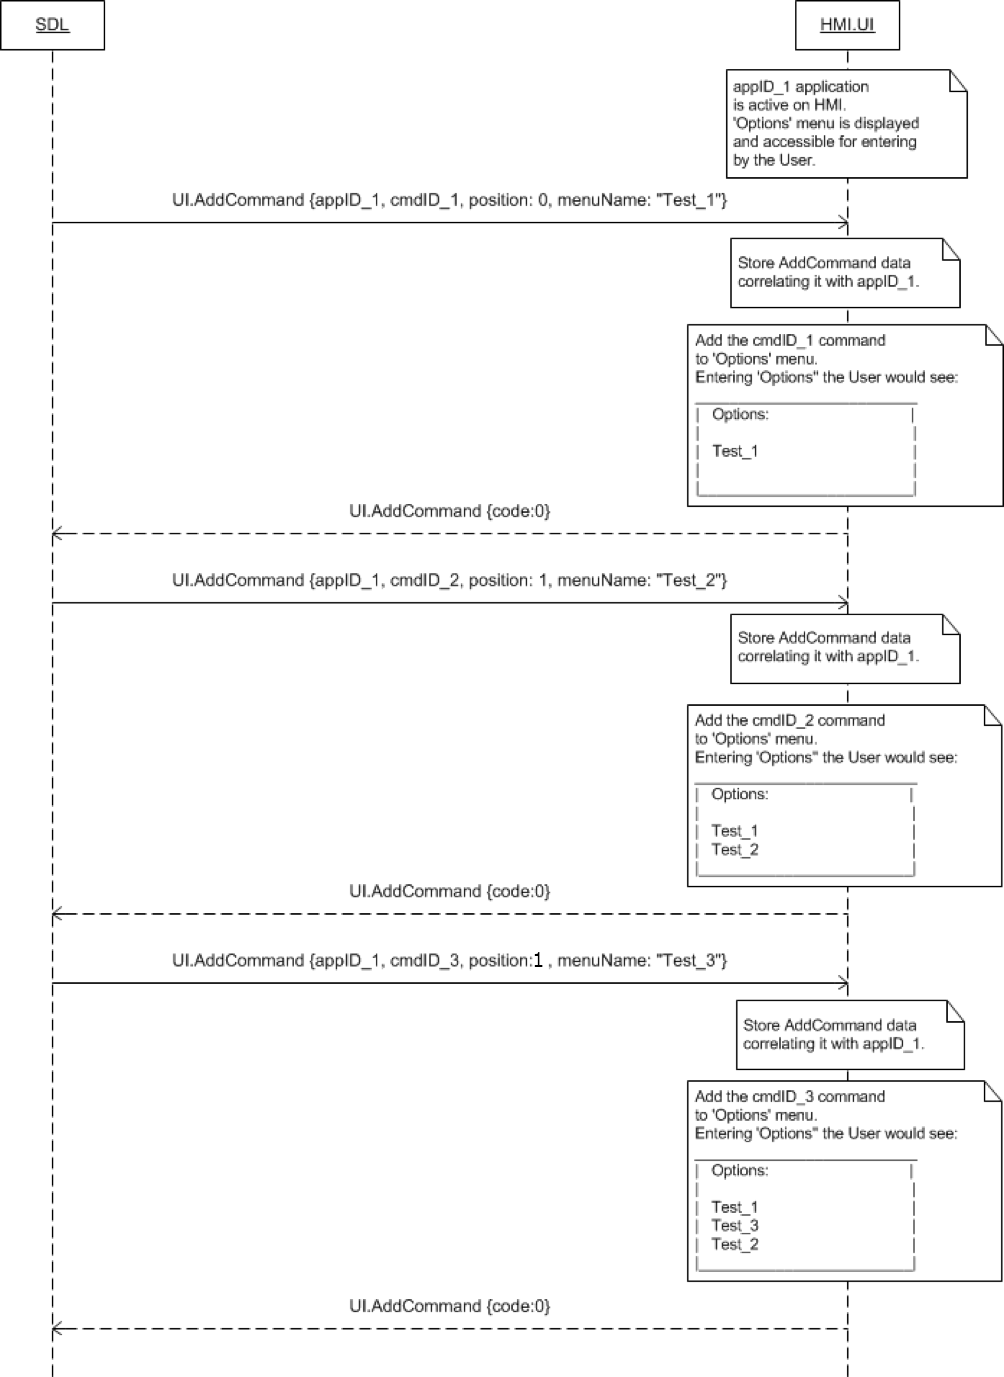 SDL
HMI.UI
appID_1 application
is active on HMI.
'Options' menu is displayed
and accessible for entering
by the User.
UI.AddCommand {appID_1, cmdID_1, position: 0, menuName: "Test_1"}
Store AddCommand data
correlating it with appID_1.
Add the cmdID_1 command
to 'Options' menu.
Entering 'Options" the User would see:
Options:
Test_1
UI.AddCommand {code:0}
UI.AddCommand {appID_1, cmdID_2, position: 1, menuName: "Test_2"}
Store AddCommand data
correlating it with appID_1.
Add the cmdID_2 command
to 'Options' menu.
Entering 'Options" the User would see:
Options:
Test_1
Test_2
UI.AddCommand {code:0}
UI.AddCommand {appID_1, cmdID_3, position:1 , menuName: "Test_3"}
Store AddCommand data
correlating it with appID_1.
Add the cmdID_3 command
to 'Options' menu.
Entering 'Options" the User would see:
Options:
Test_1
Test_3
Test_2
UI.AddCommand {code:0}